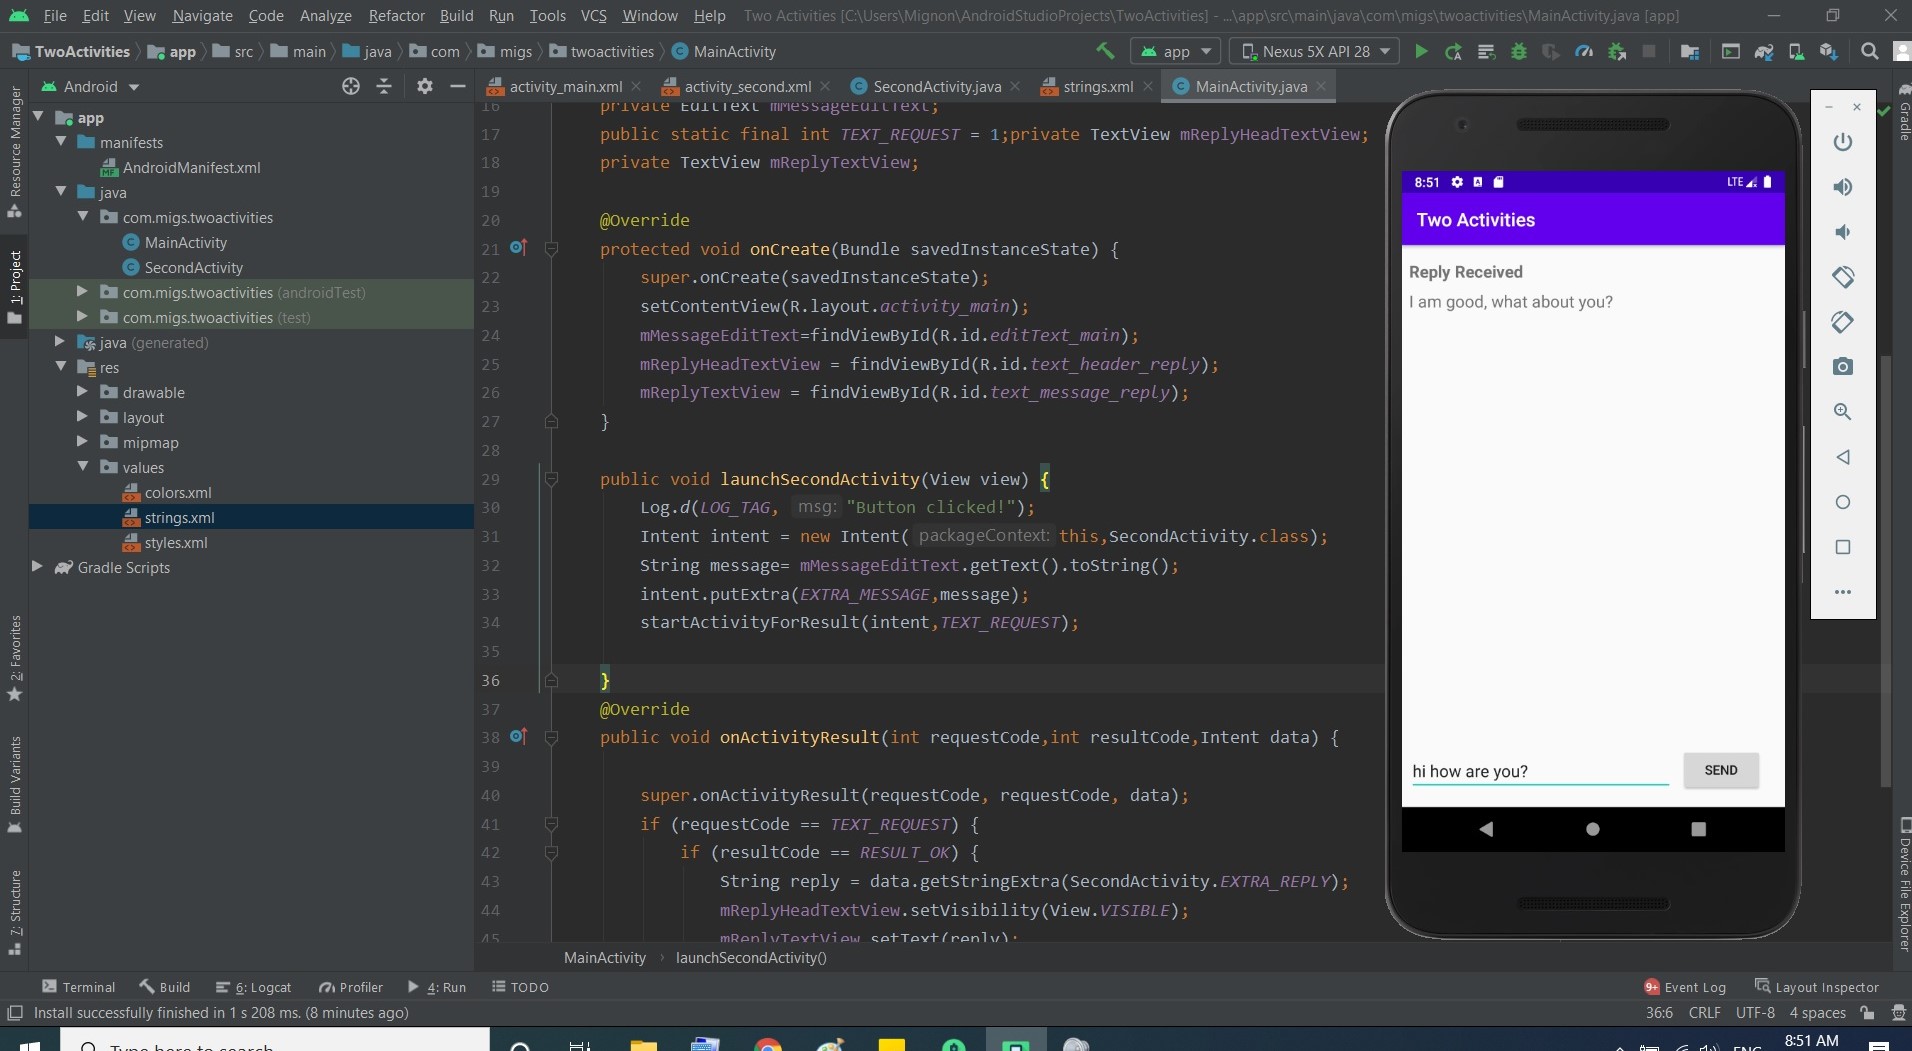 File Edit View Navigate Code Analyze Refactor Build Run Tools VCS Window Help Two Activities [C:\Users\Mignon\AndroidStudioProjects\TwoActivities] - ...\app\src\main\java\com\migs\twoactivities\MainActivity.java [app]
TwoActivities app src main java com migs twoactivities MainActivity app Nexus 5X API 28
Android activity_main.xml activity_second.xml SecondActivity.java strings.xml MainActivity.java
Resource Manager
1: Project
2: Favorites
Build Variants
7: Structure
app
manifests
AndroidManifest.xml
java
com.migs.twoactivities
MainActivity
SecondActivity
com.migs.twoactivities (androidTest)
com.migs.twoactivities (test)
java (generated)
res
drawable
layout
mipmap
values
colors.xml
strings.xml
styles.xml
Gradle Scripts
16 private EditText mMessageEditText;
17 public static final int TEXT_REQUEST = 1;private TextView mReplyHeadTextView;
18 private TextView mReplyTextView;
19
20 @Override
21 protected void onCreate(Bundle savedInstanceState) {
22 super.onCreate(savedInstanceState);
23 setContentView(R.layout.activity_main);
24 mMessageEditText=findViewById(R.id.editText_main);
25 mReplyHeadTextView = findViewById(R.id.text_header_reply);
26 mReplyTextView = findViewById(R.id.text_message_reply);
27 }
28
29 public void launchSecondActivity(View view) {
30 Log.d(LOG_TAG, msg: "Button clicked!");
31 Intent intent = new Intent( packageContext: this,SecondActivity.class);
32 String message= mMessageEditText.getText().toString();
33 intent.putExtra(EXTRA_MESSAGE,message);
34 startActivityForResult(intent,TEXT_REQUEST);
35
36 }
37 @Override
38 public void onActivityResult(int requestCode,int resultCode,Intent data) {
39
40 super.onActivityResult(requestCode, requestCode, data);
41 if (requestCode == TEXT_REQUEST) {
42 if (resultCode == RESULT_OK) {
43 String reply = data.getStringExtra(SecondActivity.EXTRA_REPLY);
44 mReplyHeadTextView.setVisibility(View.VISIBLE);
45 mReplyTextView.setText(reply);
MainActivity launchSecondActivity()
8:51 LTE
Two Activities
Reply Received
I am good, what about you?
hi how are you?
SEND
Gradle
Device File Explorer
Terminal Build 6: Logcat Profiler 4: Run TODO 9+ Event Log Layout Inspector
Install successfully finished in 1 s 208 ms. (8 minutes ago) 36:6 CRLF UTF-8 4 spaces
Type here to search ENG 8:51 AM